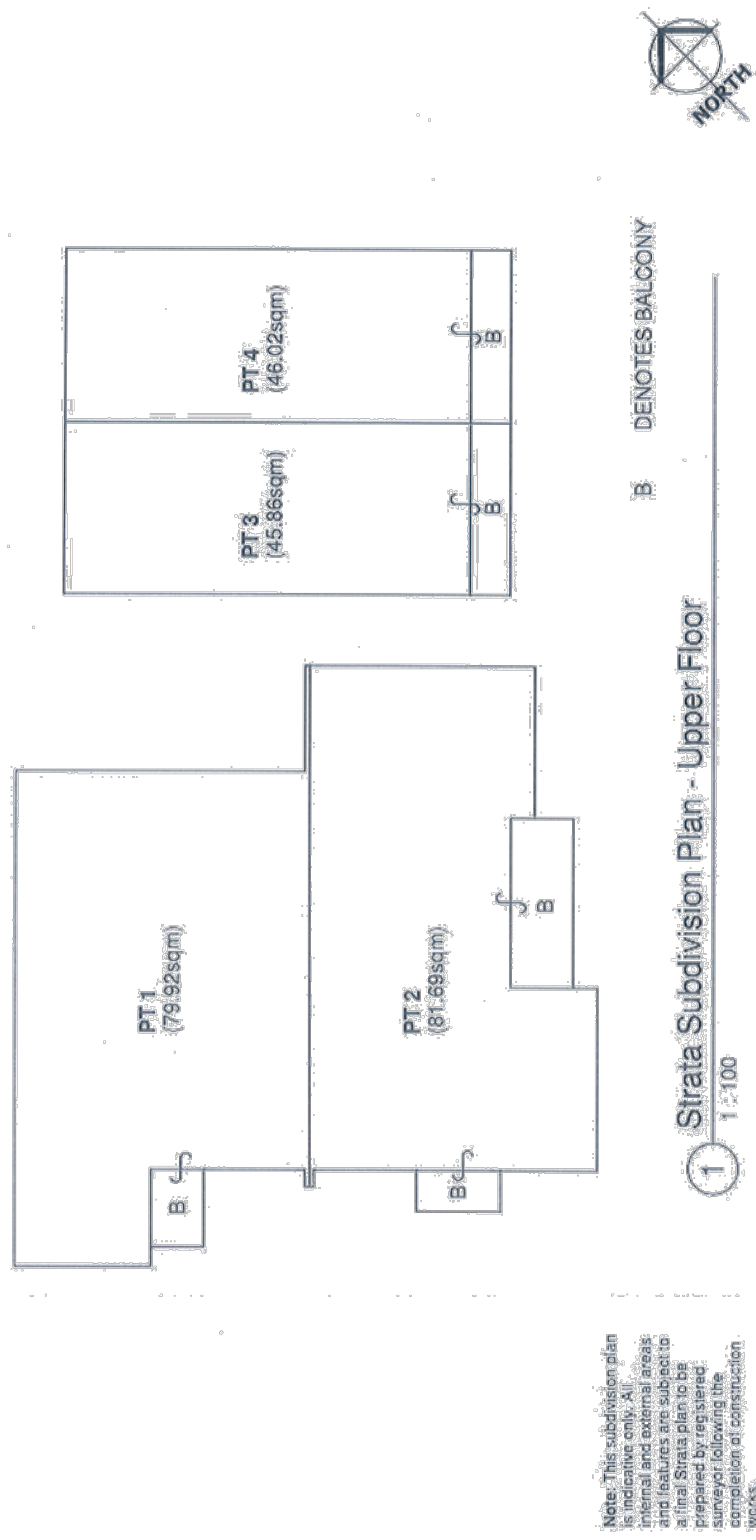 Note: This subdivision plan
is indicative only. All
internal and external areas
and features are subject to
a final Strata plan to be
prepared by registered
surveyor following the
completion of construction
works.
PT 1
(79.92sqm)
B
PT 2
(81.69sqm)
B
B
PT 3
(45.86sqm)
B
PT 4
(46.02sqm)
B
B DENOTES BALCONY
1
Strata Subdivision Plan - Upper Floor
1 : 100
NORTH